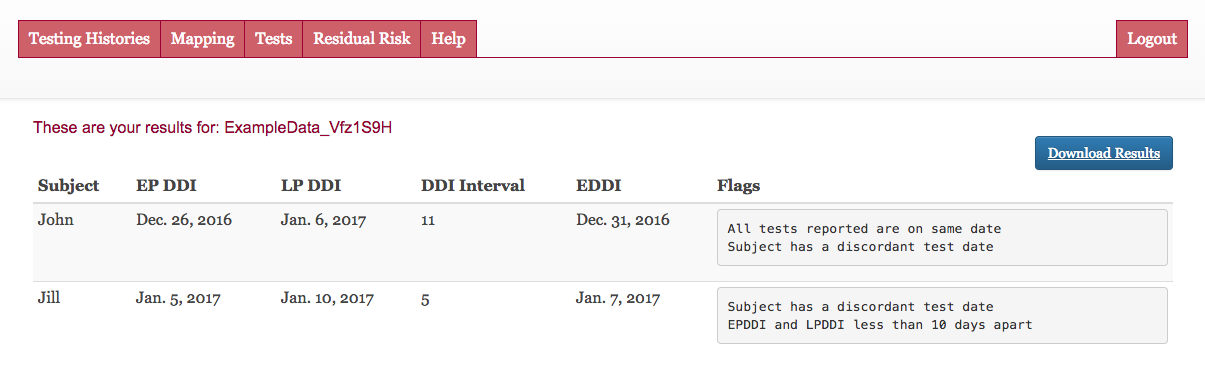 Testing Histories Mapping Tests Residual Risk Help Logout
These are your results for: ExampleData_Vfz1S9H
Download Results
Subject EP DDI LP DDI DDI Interval EDDI Flags
John Dec. 26, 2016 Jan. 6, 2017 11 Dec. 31, 2016 All tests reported are on same date
Subject has a discordant test date
Jill Jan. 5, 2017 Jan. 10, 2017 5 Jan. 7, 2017 Subject has a discordant test date
EPDDI and LPDDI less than 10 days apart